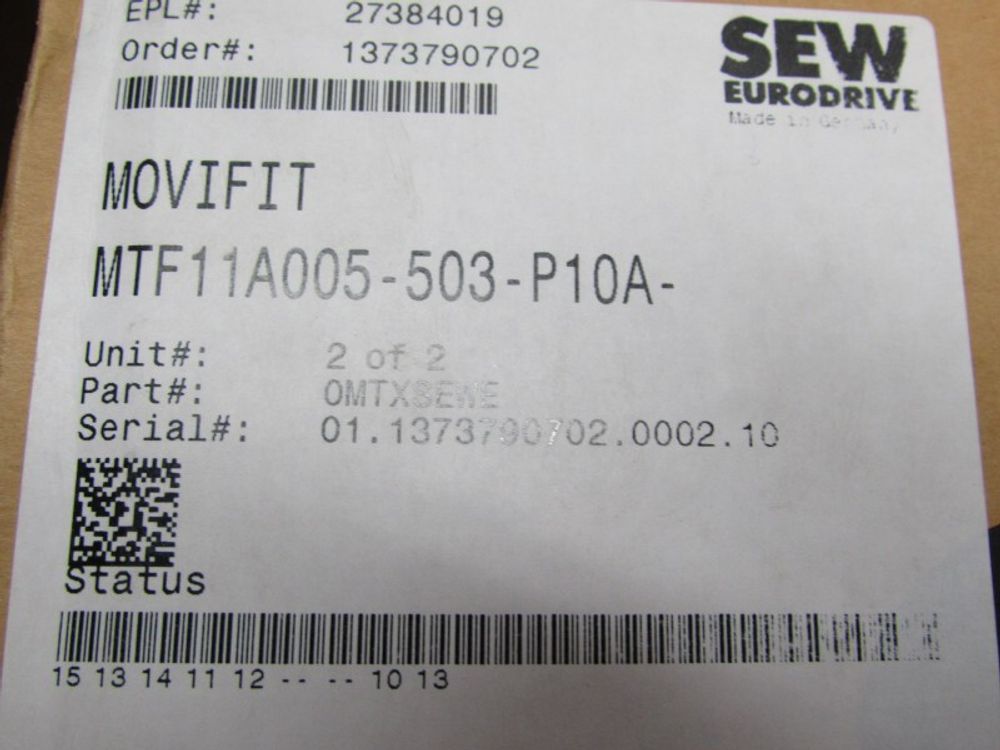 EPL#: 27384019
Order#: 1373790702
SEW
EURODRIVE
Made in Germany
MOVIFIT
MTF11A005-503-P10A-
Unit#: 2 of 2
Part#: OMTXSEWE
Serial#: 01.1373790702.0002.10
Status
15 13 14 11 12 -- -- 10 13